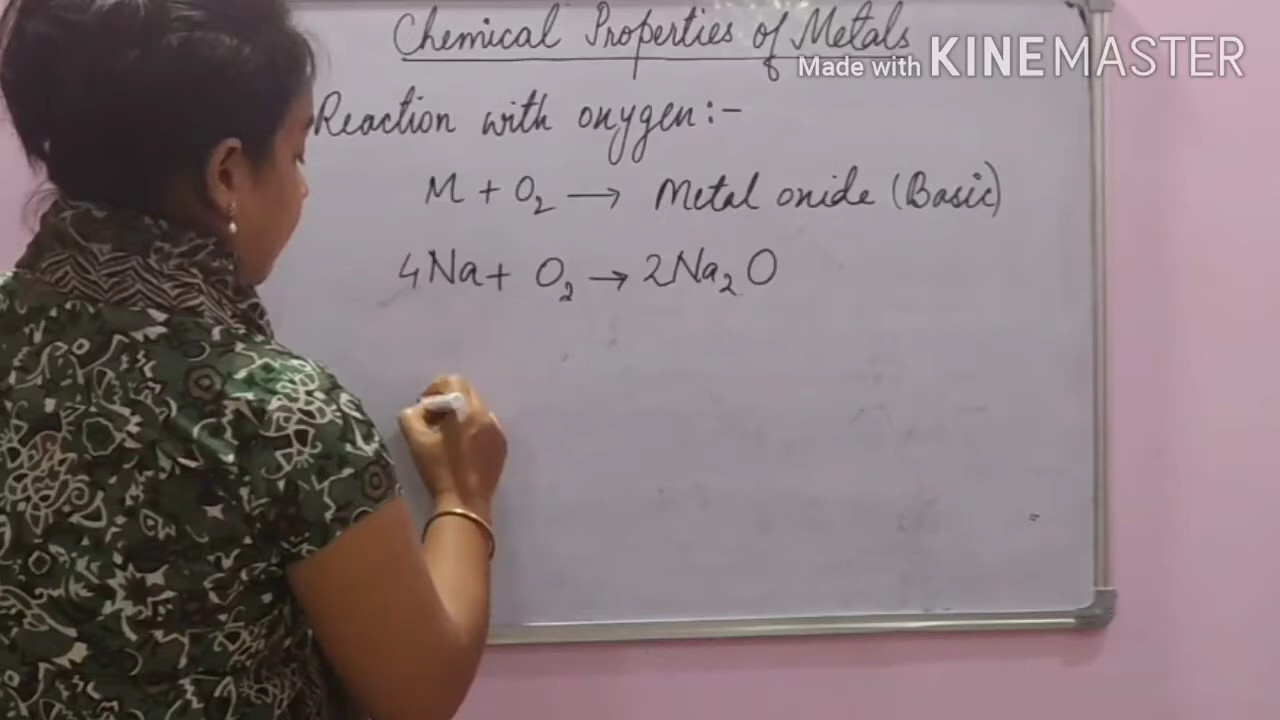 Chemical Properties of Metals
Made with KINEMASTER
Reaction with oxygen:-
M + O₂ → Metal oxide (Basic)
4Na + O₂ → 2Na₂O